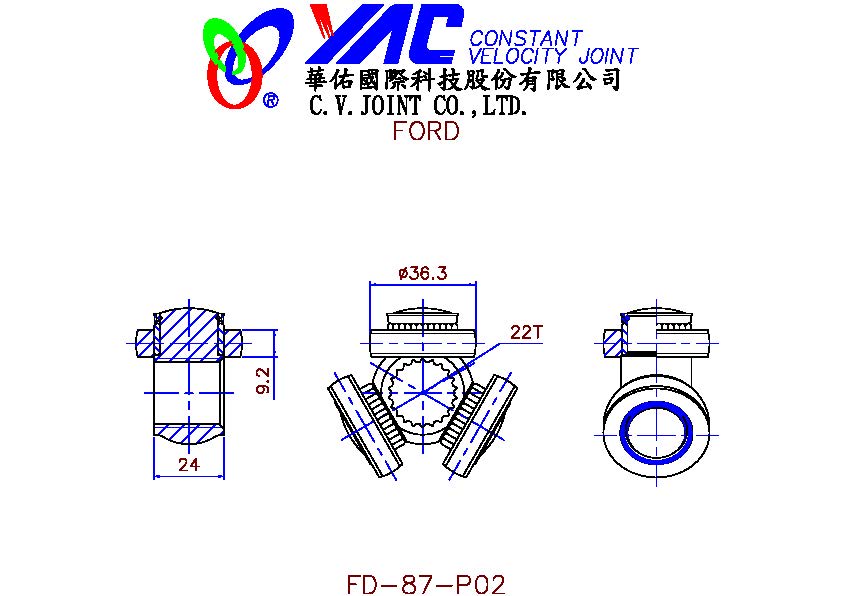 YAC CONSTANT
VELOCITY JOINT
®
華佑國際科技股份有限公司
C.V.JOINT CO.,LTD.
FORD
ø36.3
22T
9.2
24
FD-87-P02